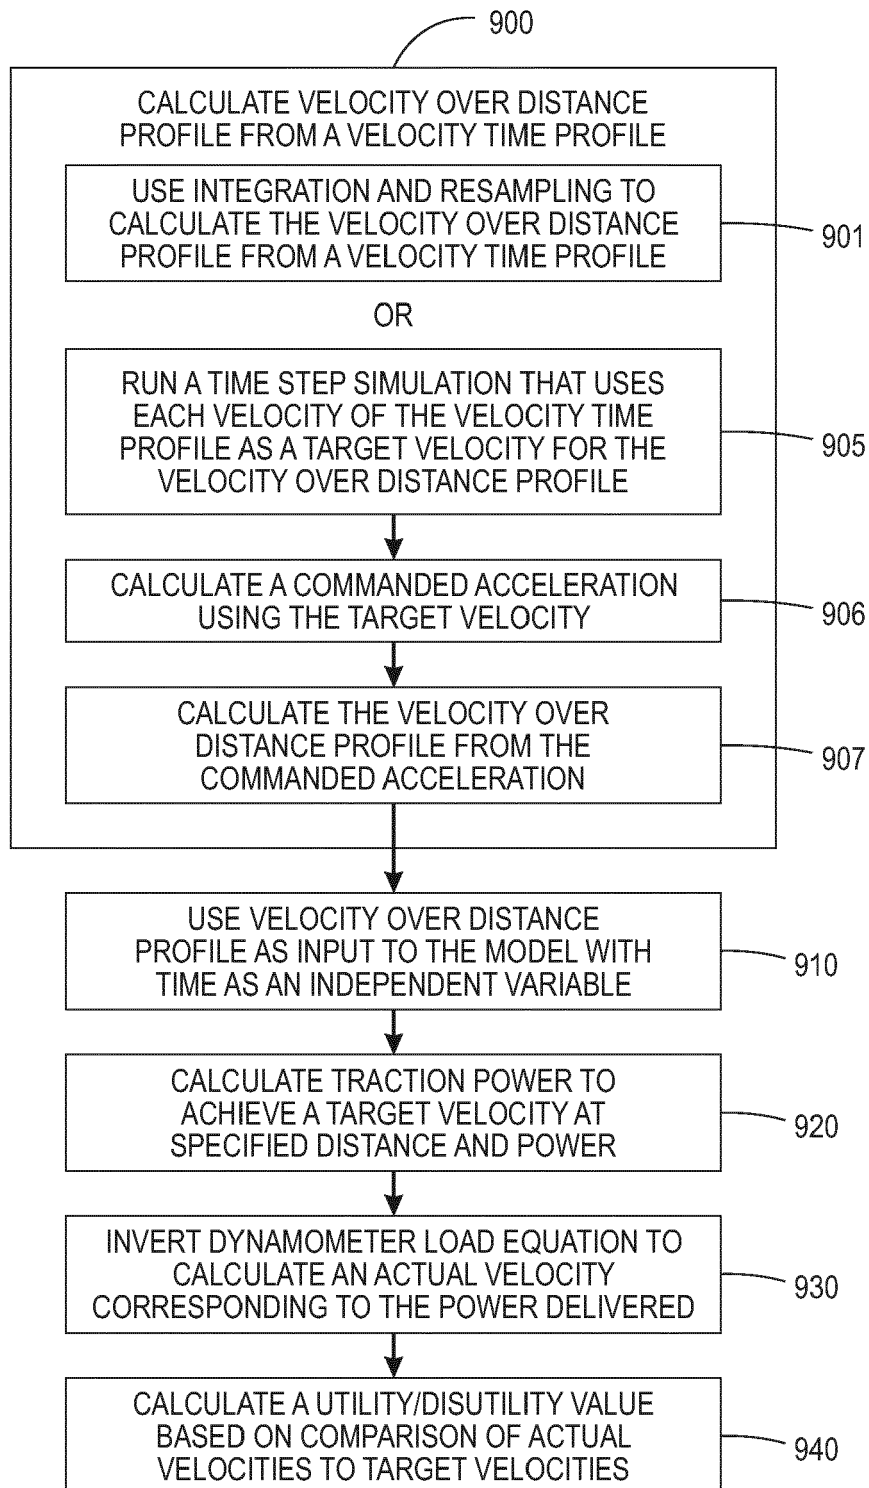 900
CALCULATE VELOCITY OVER DISTANCE
PROFILE FROM A VELOCITY TIME PROFILE
USE INTEGRATION AND RESAMPLING TO
CALCULATE THE VELOCITY OVER DISTANCE
PROFILE FROM A VELOCITY TIME PROFILE
901
OR
RUN A TIME STEP SIMULATION THAT USES
EACH VELOCITY OF THE VELOCITY TIME
PROFILE AS A TARGET VELOCITY FOR THE
VELOCITY OVER DISTANCE PROFILE
905
CALCULATE A COMMANDED ACCELERATION
USING THE TARGET VELOCITY
906
CALCULATE THE VELOCITY OVER
DISTANCE PROFILE FROM THE
COMMANDED ACCELERATION
907
USE VELOCITY OVER DISTANCE
PROFILE AS INPUT TO THE MODEL WITH
TIME AS AN INDEPENDENT VARIABLE
910
CALCULATE TRACTION POWER TO
ACHIEVE A TARGET VELOCITY AT
SPECIFIED DISTANCE AND POWER
920
INVERT DYNAMOMETER LOAD EQUATION TO
CALCULATE AN ACTUAL VELOCITY
CORRESPONDING TO THE POWER DELIVERED
930
CALCULATE A UTILITY/DISUTILITY VALUE
BASED ON COMPARISON OF ACTUAL
VELOCITIES TO TARGET VELOCITIES
940